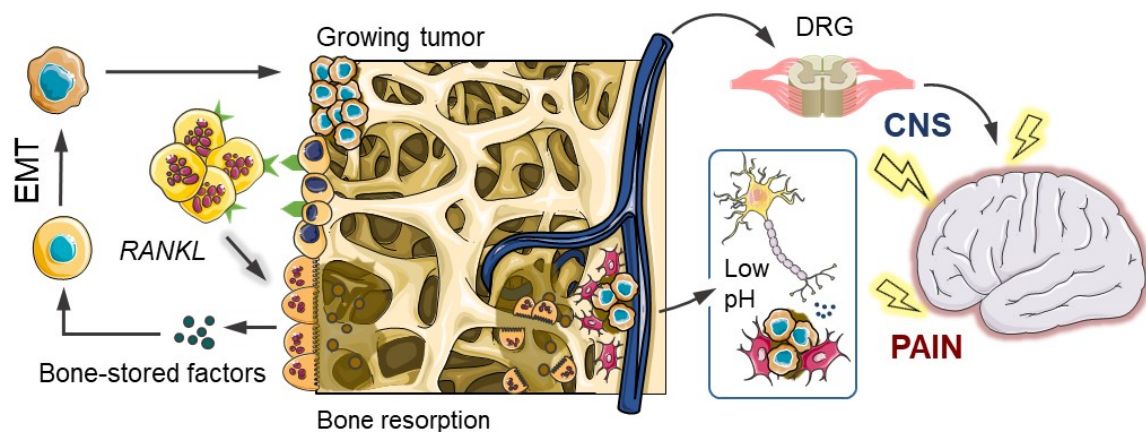 Growing tumor
DRG
EMT
CNS
RANKL
Low
pH
PAIN
Bone-stored factors
Bone resorption